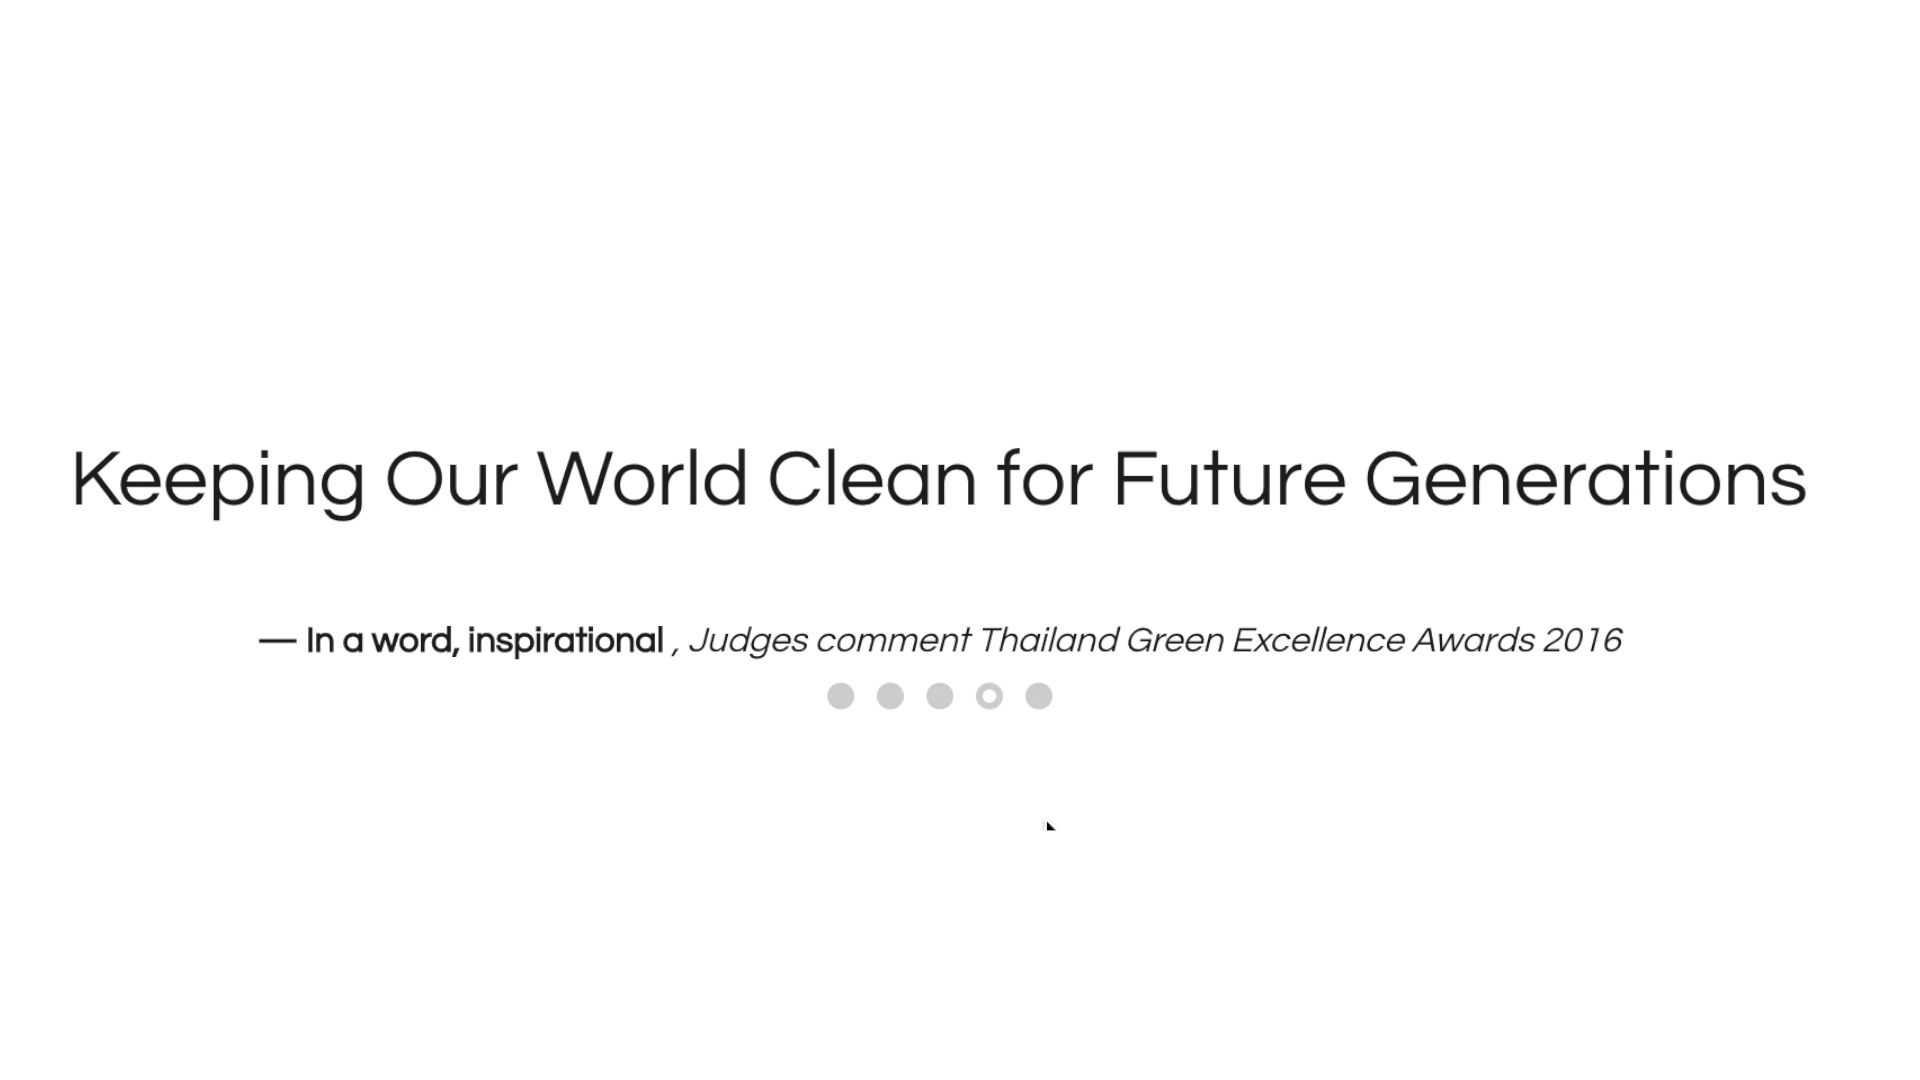 Keeping Our World Clean for Future Generations
— In a word, inspirational , Judges comment Thailand Green Excellence Awards 2016